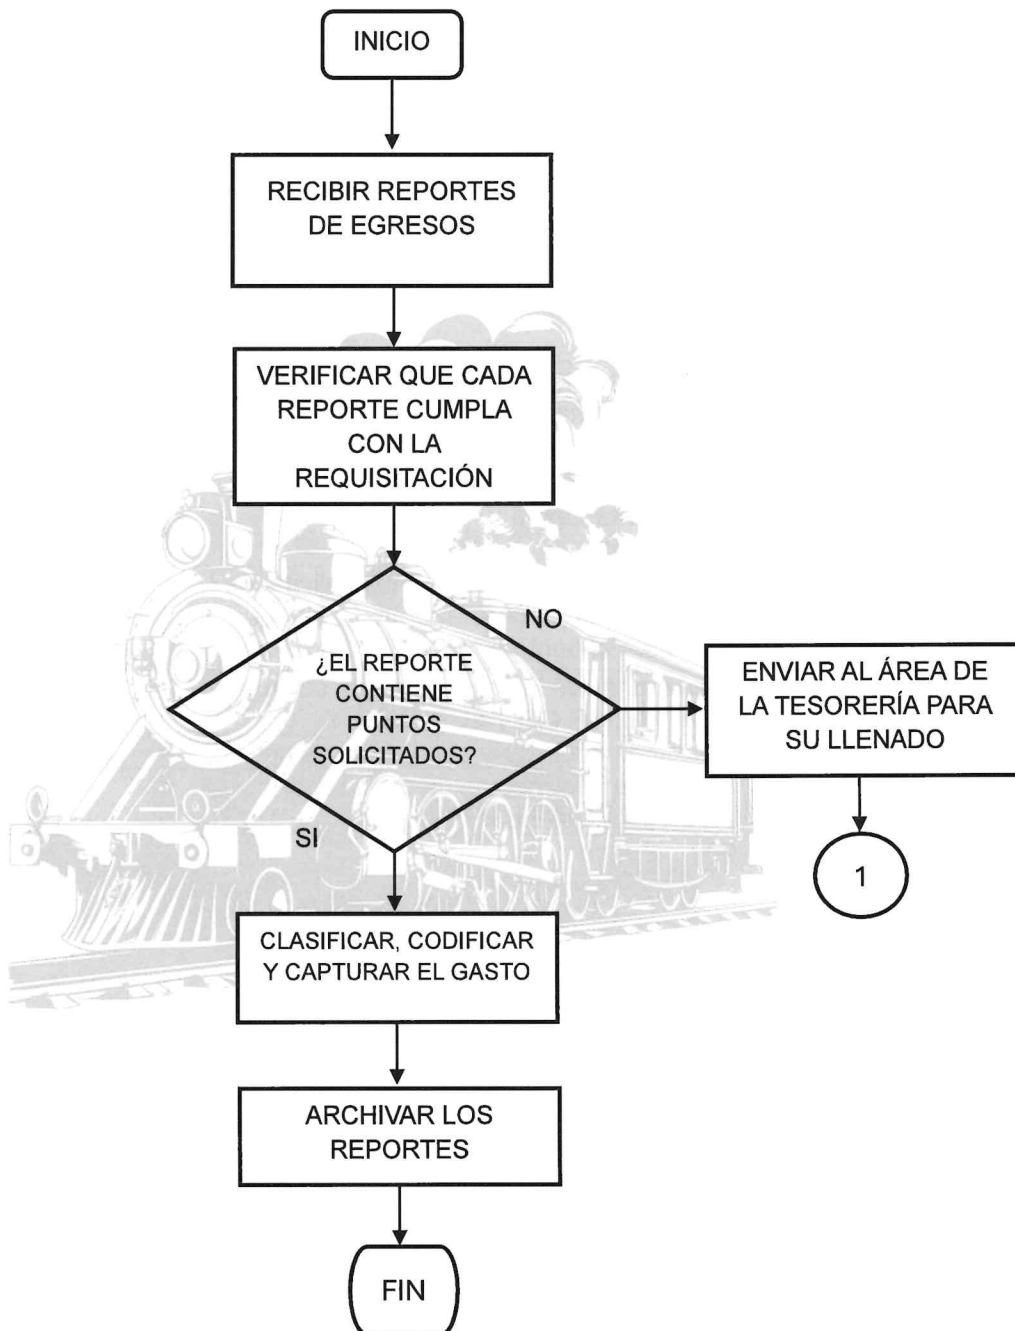 INICIO
RECIBIR REPORTES
DE EGRESOS
VERIFICAR QUE CADA
REPORTE CUMPLA
CON LA
REQUISITACIÓN
NO
¿EL REPORTE
CONTIENE
PUNTOS
SOLICITADOS?
ENVIAR AL ÁREA DE
LA TESORERÍA PARA
SU LLENADO
SI
1
CLASIFICAR, CODIFICAR
Y CAPTURAR EL GASTO
ARCHIVAR LOS
REPORTES
FIN